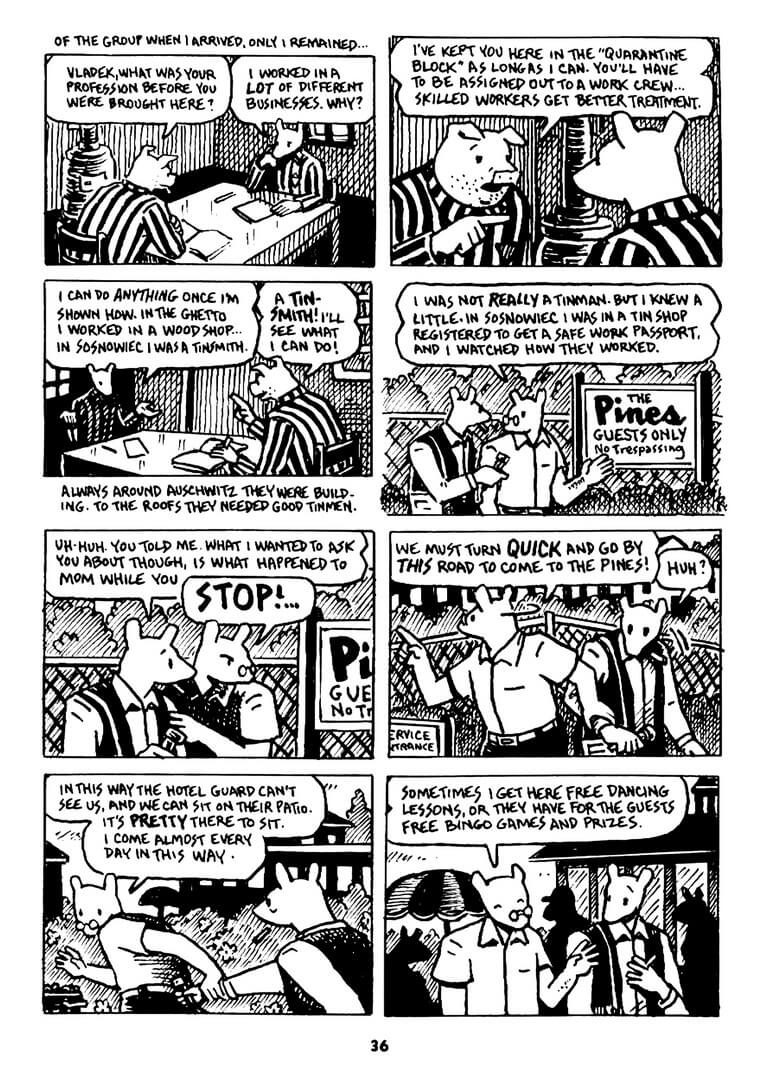 OF THE GROUP WHEN I ARRIVED, ONLY I REMAINED...
VLADEK, WHAT WAS YOUR
PROFESSION BEFORE YOU
WERE BROUGHT HERE?
I WORKED IN A
LOT OF DIFFERENT
BUSINESSES. WHY?
I'VE KEPT YOU HERE IN THE "QUARANTINE
BLOCK" AS LONG AS I CAN. YOU'LL HAVE
TO BE ASSIGNED OUT TO A WORK CREW...
SKILLED WORKERS GET BETTER TREATMENT.
I CAN DO ANYTHING ONCE I'M
SHOWN HOW. IN THE GHETTO
I WORKED IN A WOOD SHOP...
IN SOSNOWIEC I WAS A TINSMITH.
A TIN-
SMITH! I'LL
SEE WHAT
I CAN DO!
ALWAYS AROUND AUSCHWITZ THEY WERE BUILD-
ING. TO THE ROOFS THEY NEEDED GOOD TINMEN.
I WAS NOT REALLY A TINMAN. BUT I KNEW A
LITTLE. IN SOSNOWIEC I WAS IN A TIN SHOP
REGISTERED TO GET A SAFE WORK PASSPORT,
AND I WATCHED HOW THEY WORKED.
THE
Pines
GUESTS ONLY
No Trespassing
UH-HUH. YOU TOLD ME. WHAT I WANTED TO ASK
YOU ABOUT THOUGH, IS WHAT HAPPENED TO
MOM WHILE YOU
STOP!...
Pi
GUE
No Tr
WE MUST TURN QUICK AND GO BY
THIS ROAD TO COME TO THE PINES!
HUH?
ERVICE
TRANCE
IN THIS WAY THE HOTEL GUARD CAN'T
SEE US, AND WE CAN SIT ON THEIR PATIO.
IT'S PRETTY THERE TO SIT.
I COME ALMOST EVERY
DAY IN THIS WAY.
SOMETIMES I GET HERE FREE DANCING
LESSONS, OR THEY HAVE FOR THE GUESTS
FREE BINGO GAMES AND PRIZES.
36